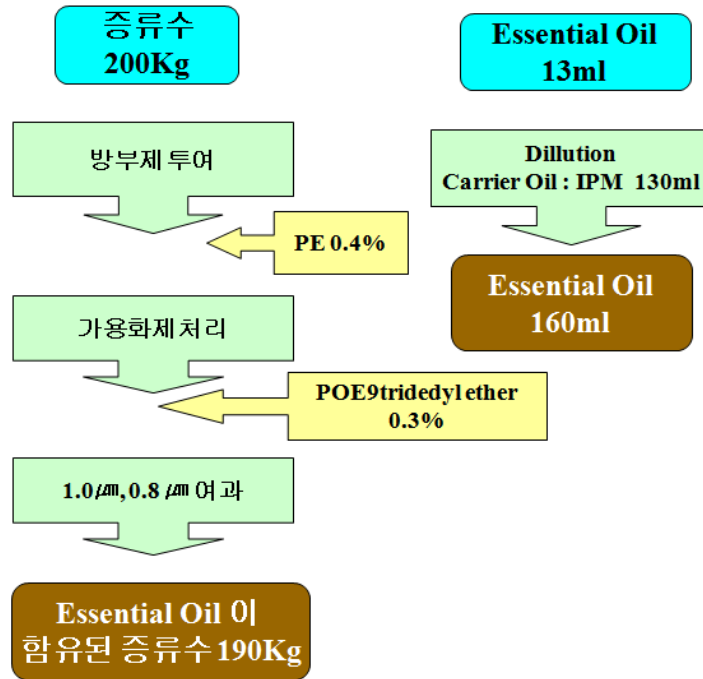 증류수
200Kg
방부제 투여
PE 0.4%
가용화제처리
POE9tridedyl ether
0.3%
1.0㎛,0.8 ㎛ 여과
Essential Oil 이
함유된 증류수 190Kg
Essential Oil
13ml
Dillution
Carrier Oil : IPM 130ml
Essential Oil
160ml